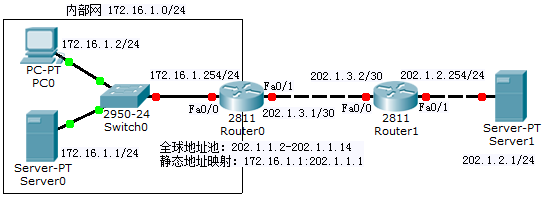 内部网 172.16.1.0/24
172.16.1.2/24
PC-PT
PC0
172.16.1.254/24
Fa0/1
202.1.3.2/30
202.1.2.254/24
2950-24
Switch0
Fa0/0
2811
Router0
202.1.3.1/30
Fa0/0
2811
Router1
Fa0/1
Server-PT
Server1
172.16.1.1/24
Server-PT
Server0
全球地址池：202.1.1.2-202.1.1.14
静态地址映射：172.16.1.1:202.1.1.1
202.1.2.1/24